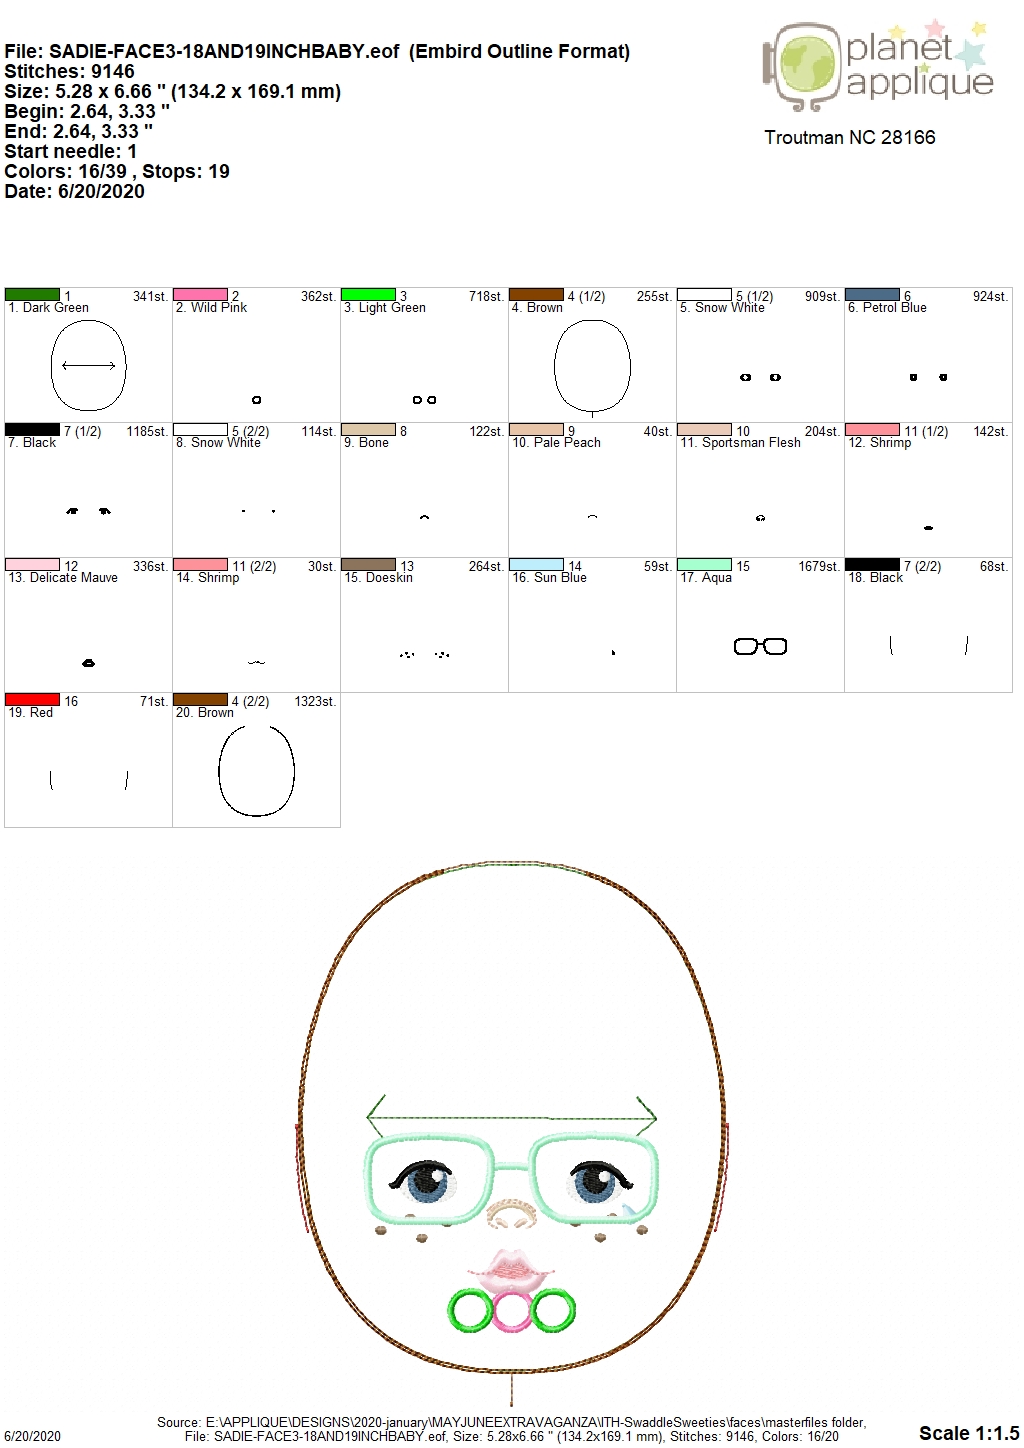 File: SADIE-FACE3-18AND19INCHBABY.eof (Embird Outline Format)
Stitches: 9146
Size: 5.28 x 6.66 " (134.2 x 169.1 mm)
Begin: 2.64, 3.33 "
End: 2.64, 3.33 "
Start needle: 1
Colors: 16/39 , Stops: 19
Date: 6/20/2020
planet
applique
Troutman NC 28166
1 341st.
1. Dark Green
2 362st.
2. Wild Pink
3 718st.
3. Light Green
4 (1/2) 255st.
4. Brown
5 (1/2) 909st.
5. Snow White
6 924st.
6. Petrol Blue
7 (1/2) 1185st.
7. Black
5 (2/2) 114st.
8. Snow White
8 122st.
9. Bone
9 40st.
10. Pale Peach
10 204st.
11. Sportsman Flesh
11 (1/2) 142st.
12. Shrimp
12 336st.
13. Delicate Mauve
11 (2/2) 30st.
14. Shrimp
13 264st.
15. Doeskin
14 59st.
16. Sun Blue
15 1679st.
17. Aqua
7 (2/2) 68st.
18. Black
16 71st.
19. Red
4 (2/2) 1323st.
20. Brown
Source: E:\APPLIQUE\DESIGNS\2020-january\MAYJUNEEXTRAVAGANZA\ITH-SwaddleSweeties\faces\masterfiles folder,
6/20/2020 File: SADIE-FACE3-18AND19INCHBABY.eof, Size: 5.28x6.66 " (134.2x169.1 mm), Stitches: 9146, Colors: 16/20 Scale 1:1.5